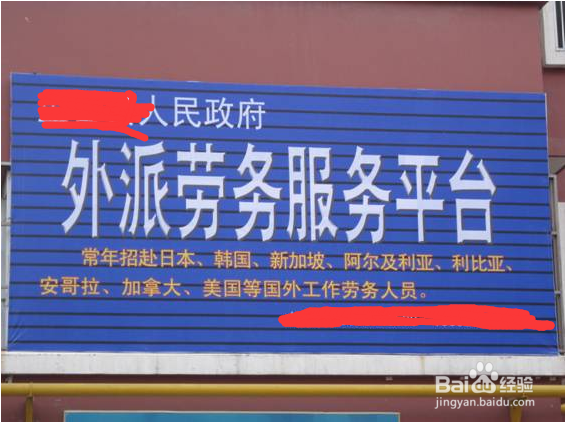 人民政府
外派劳务服务平台
常年招赴日本、韩国、新加坡、阿尔及利亚、利比亚、
安哥拉、加拿大、美国等国外工作劳务人员。
Baidu经验
jingyan.baidu.com